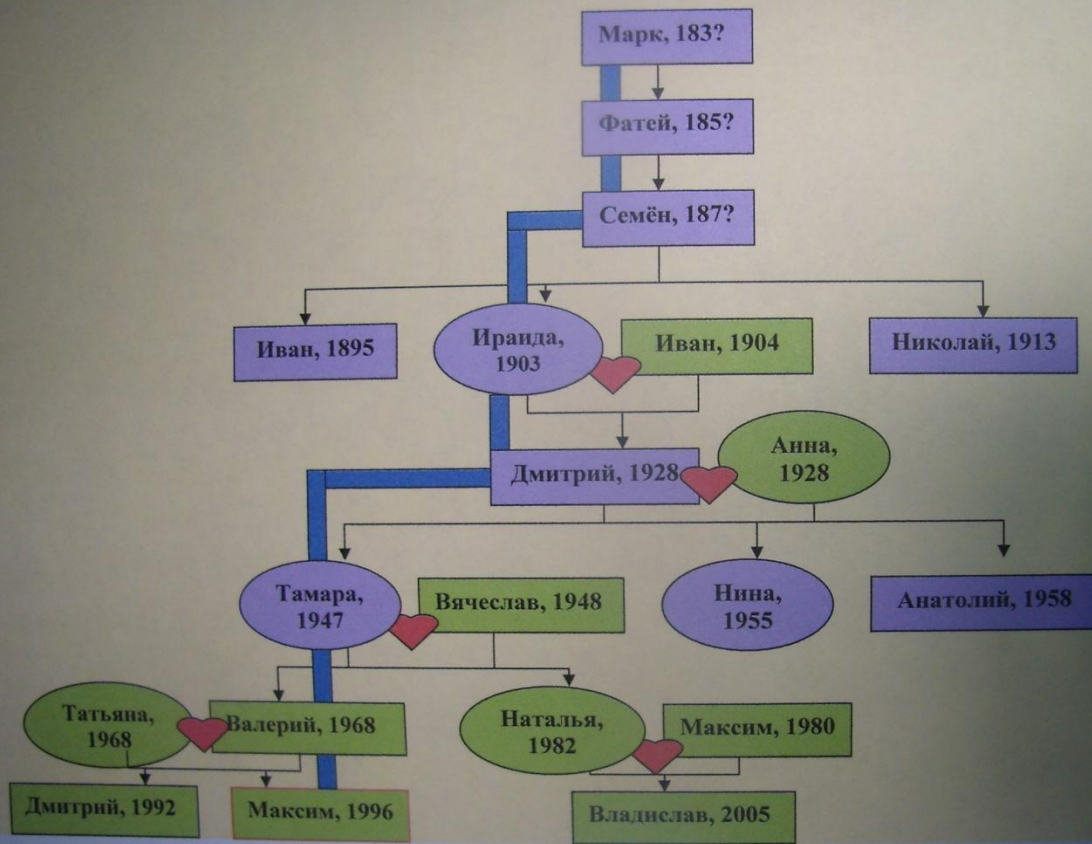 Марк, 183?
Фатей, 185?
Семён, 187?
Иван, 1895
Ираида,
1903
Иван, 1904
Николай, 1913
Дмитрий, 1928
Анна,
1928
Тамара,
1947
Вячеслав, 1948
Нина,
1955
Анатолий, 1958
Татьяна,
1968
Валерий, 1968
Наталья,
1982
Максим, 1980
Дмитрий, 1992
Максим, 1996
Владислав, 2005